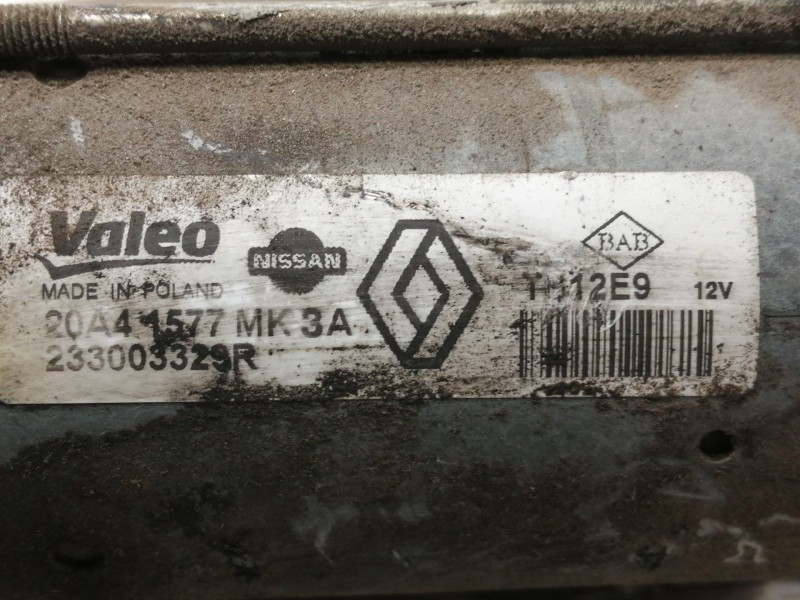 Valeo
MADE IN POLAND
20A4 1577 MK 3A
233003329R
NISSAN
BAB
12V